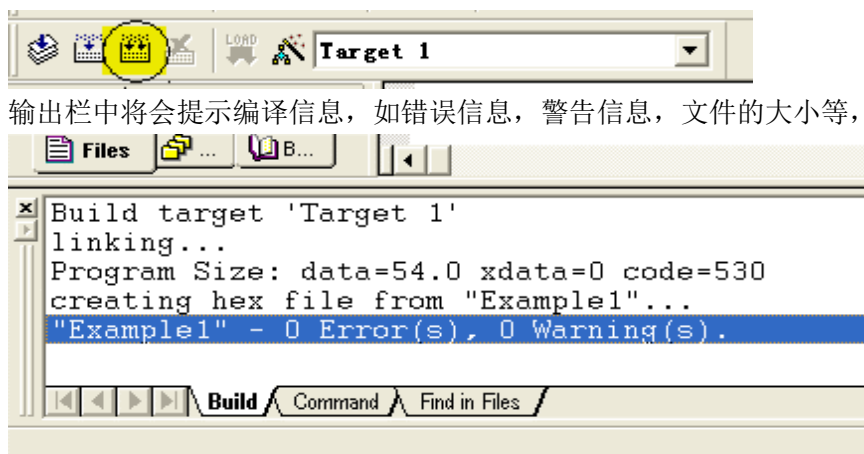 LOAD
Target 1
输出栏中将会提示编译信息，如错误信息，警告信息，文件的大小等，
Files ... B...
Build target 'Target 1'
linking...
Program Size: data=54.0 xdata=0 code=530
creating hex file from "Example1"...
"Example1" - 0 Error(s), 0 Warning(s).
Build Command Find in Files